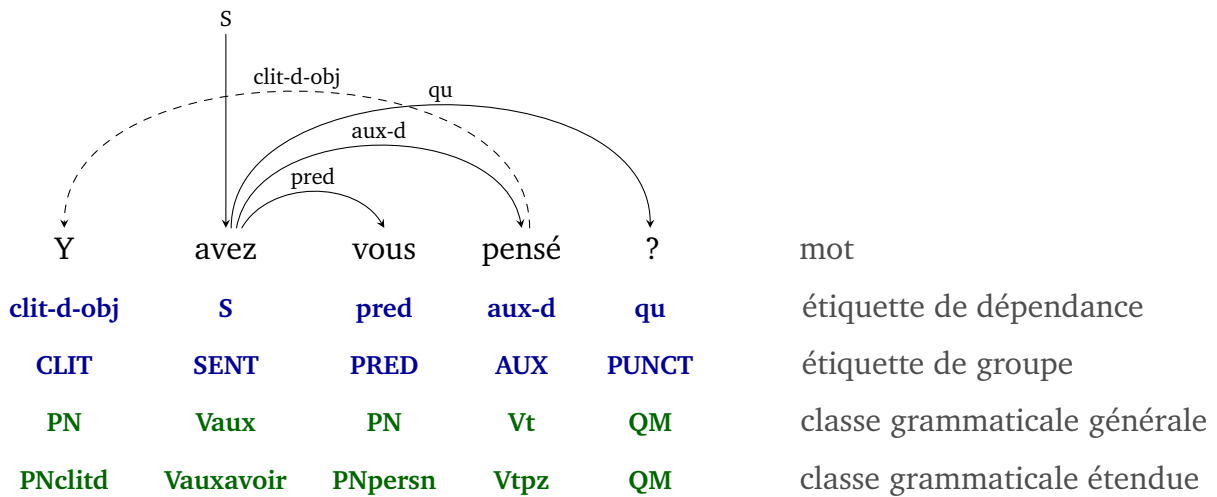 S
clit-d-obj
qu
aux-d
pred
Y avez vous pensé ? mot
clit-d-obj S pred aux-d qu étiquette de dépendance
CLIT SENT PRED AUX PUNCT étiquette de groupe
PN Vaux PN Vt QM classe grammaticale générale
PNclitd Vauxavoir PNpersn Vtpz QM classe grammaticale étendue